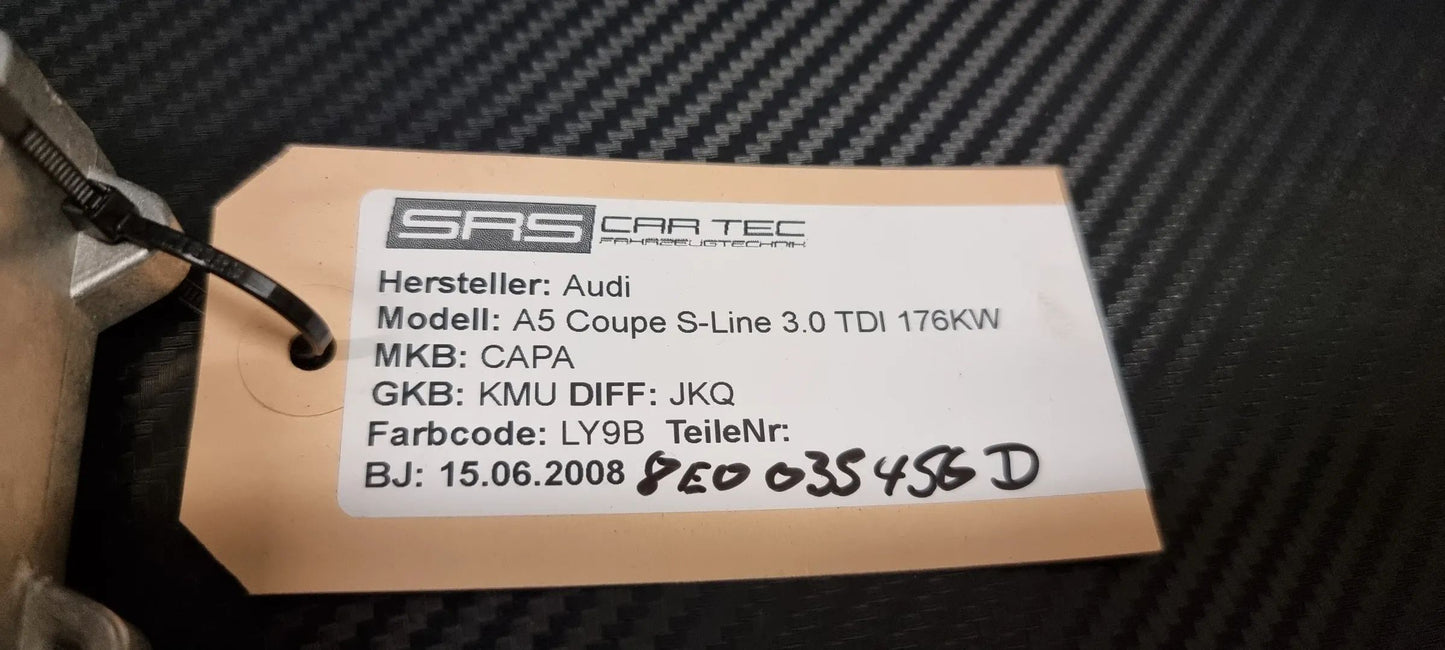 SRS CAR TEC
FAHRZEUGTECHNIK
Hersteller: Audi
Modell: A5 Coupe S-Line 3.0 TDI 176KW
MKB: CAPA
GKB: KMU DIFF: JKQ
Farbcode: LY9B TeileNr:
BJ: 15.06.2008 8E0 035 456 D